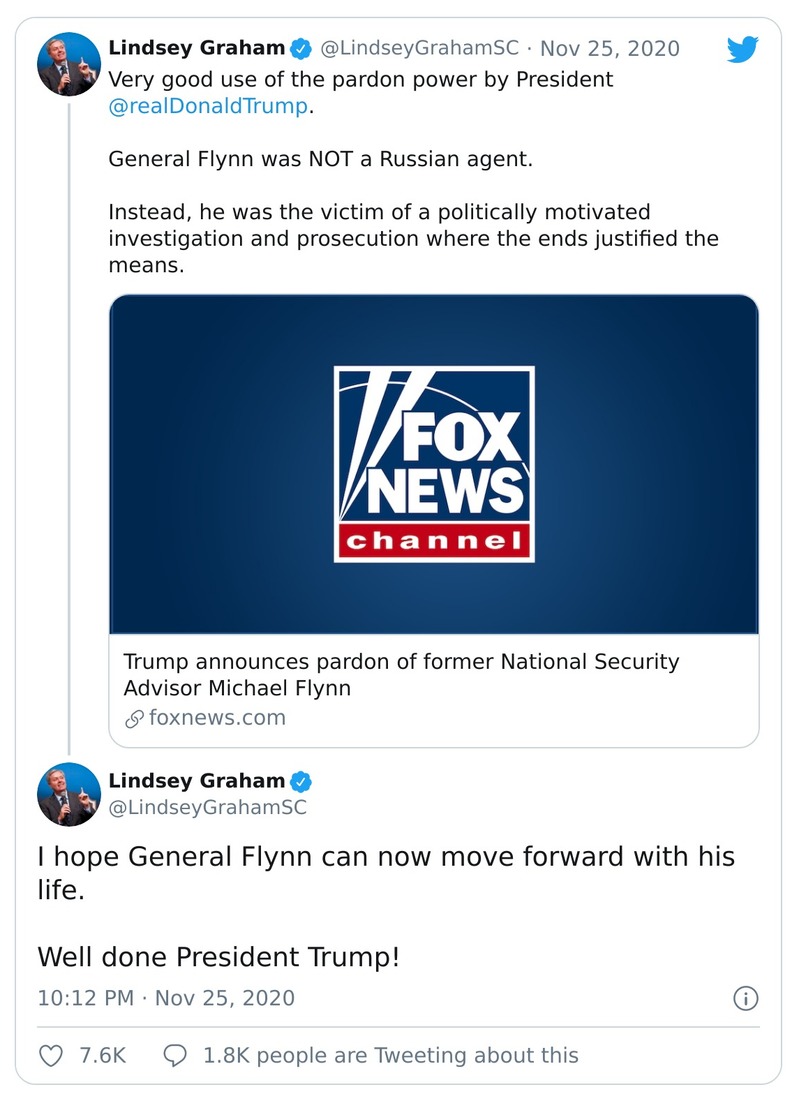 Lindsey Graham @LindseyGrahamSC · Nov 25, 2020
Very good use of the pardon power by President
@realDonaldTrump.
General Flynn was NOT a Russian agent.
Instead, he was the victim of a politically motivated
investigation and prosecution where the ends justified the
means.
FOX
NEWS
channel
Trump announces pardon of former National Security
Advisor Michael Flynn
foxnews.com
Lindsey Graham
@LindseyGrahamSC
I hope General Flynn can now move forward with his
life.
Well done President Trump!
10:12 PM · Nov 25, 2020
7.6K 1.8K people are Tweeting about this